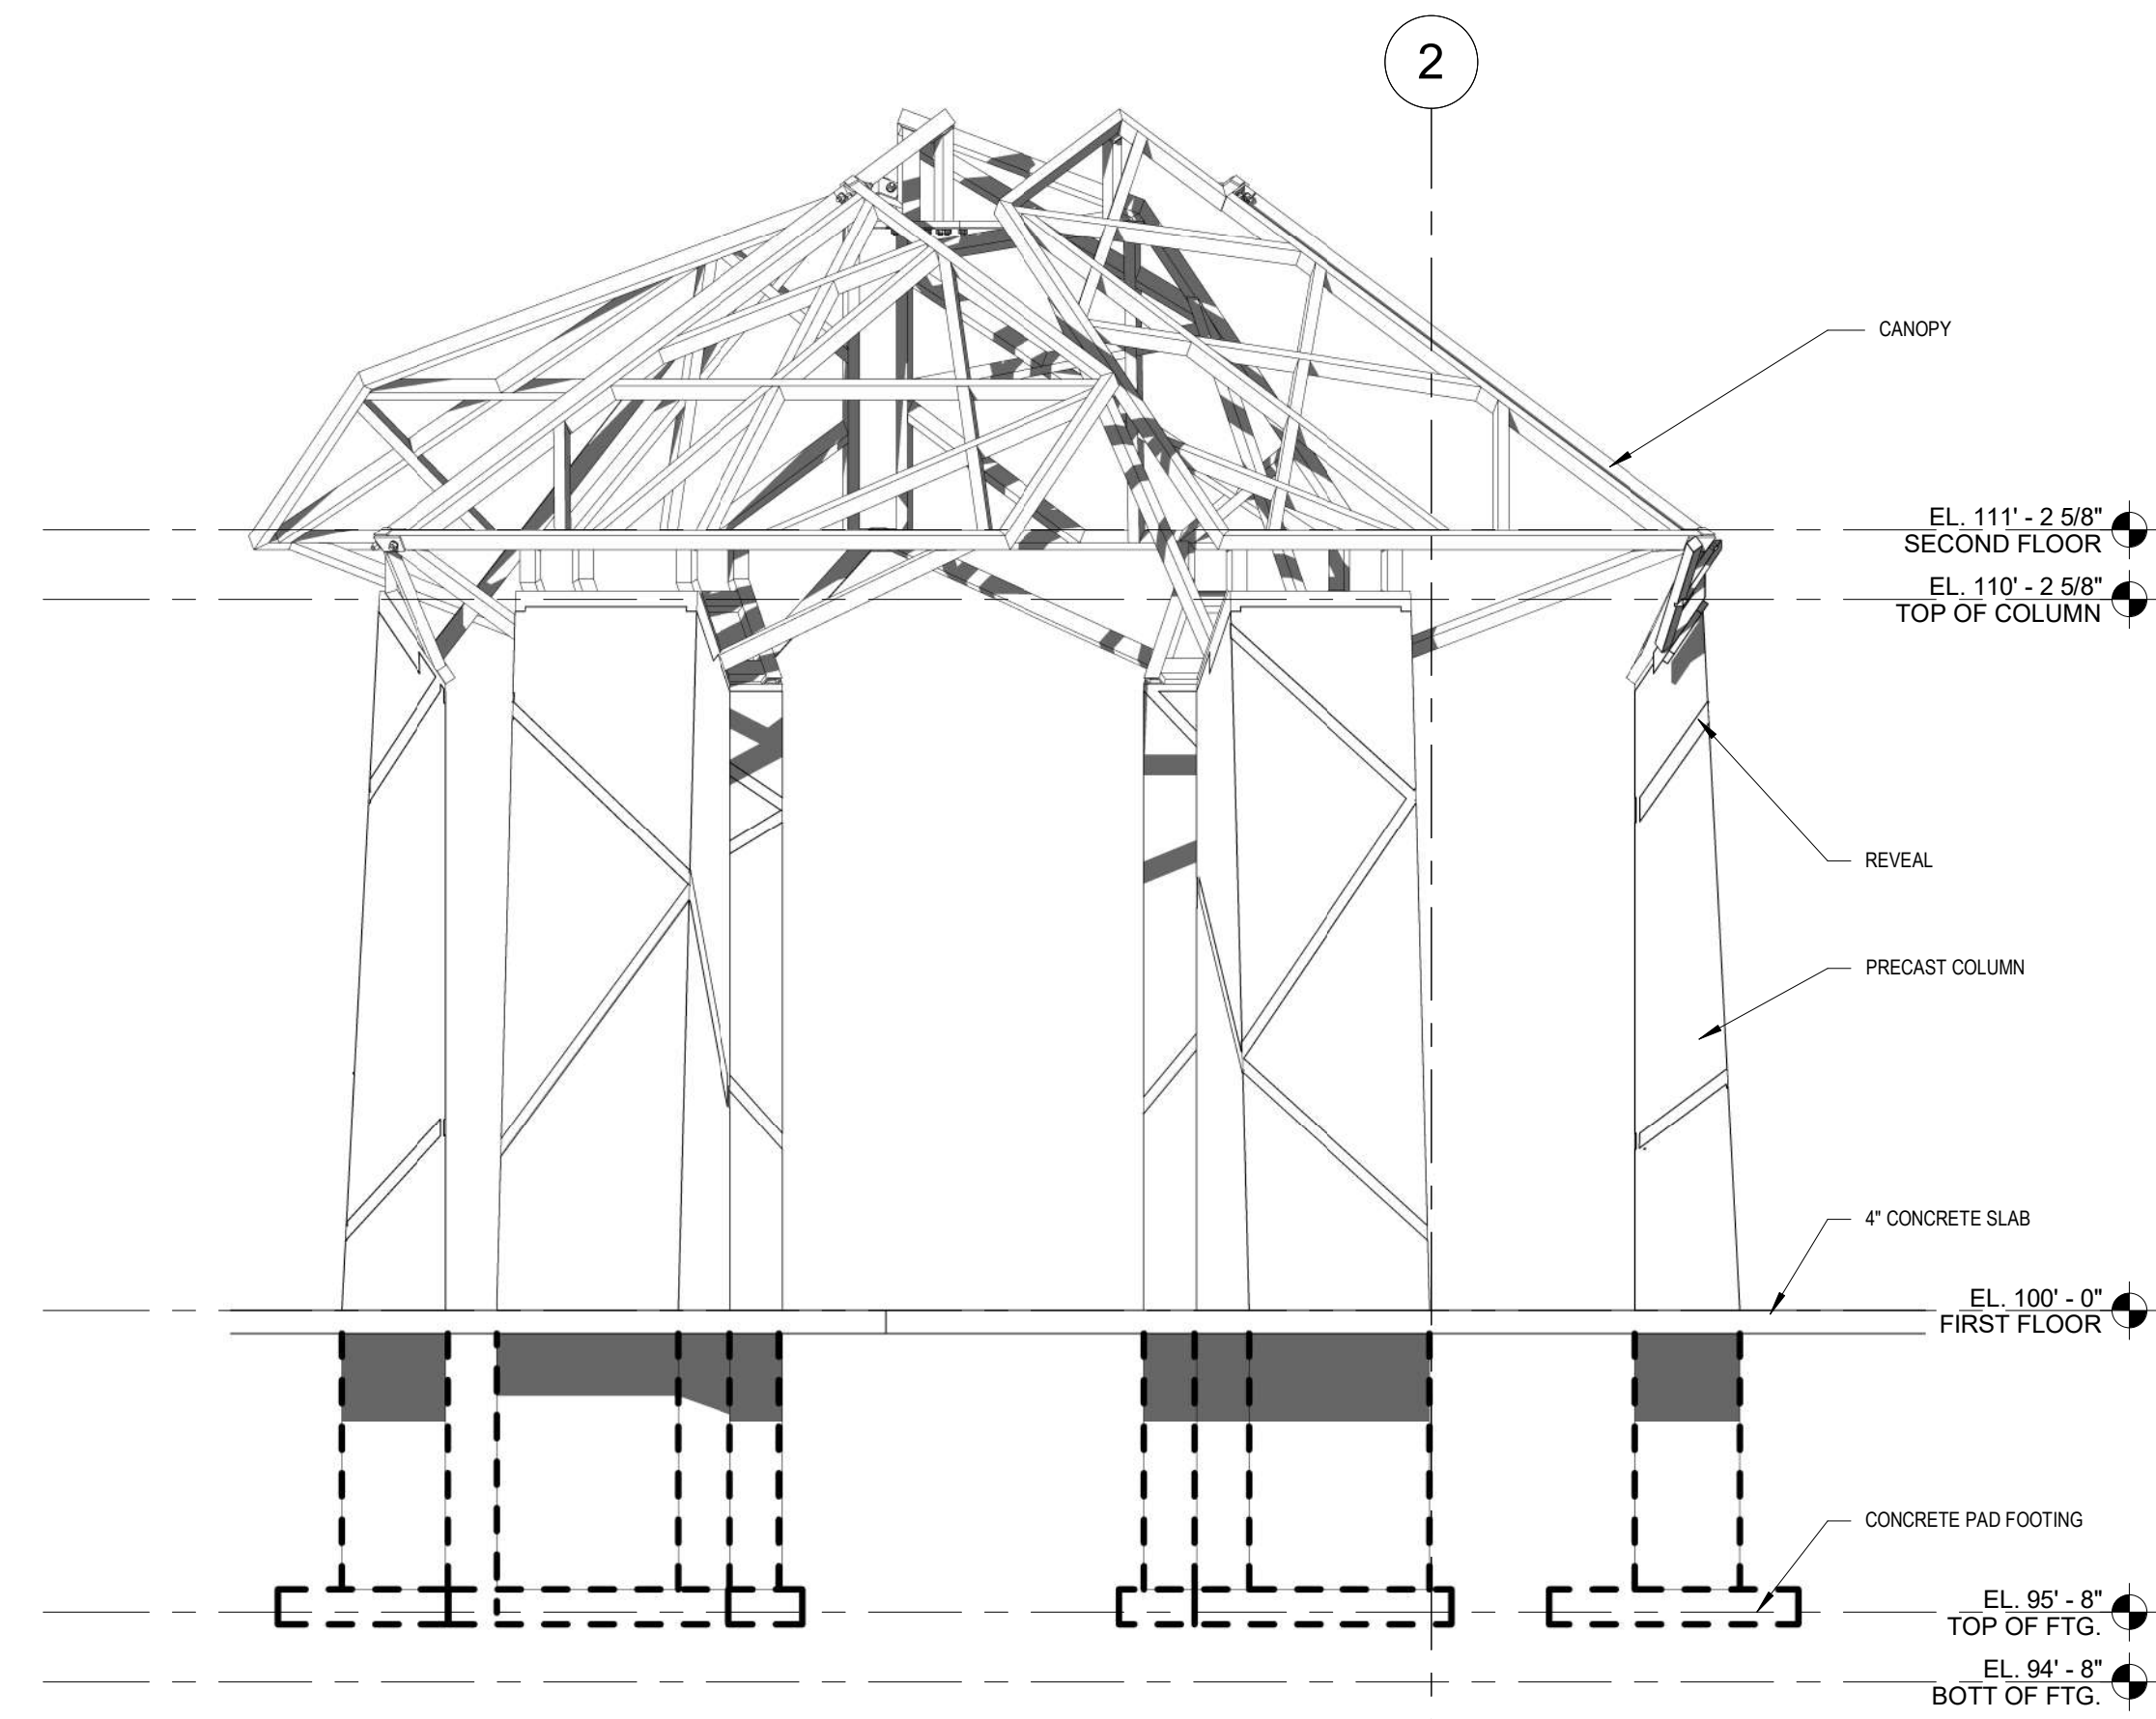 2
CANOPY
EL. 111' - 2 5/8"
SECOND FLOOR
EL. 110' - 2 5/8"
TOP OF COLUMN
REVEAL
PRECAST COLUMN
4" CONCRETE SLAB
EL. 100' - 0"
FIRST FLOOR
CONCRETE PAD FOOTING
EL. 95' - 8"
TOP OF FTG.
EL. 94' - 8"
BOTT OF FTG.